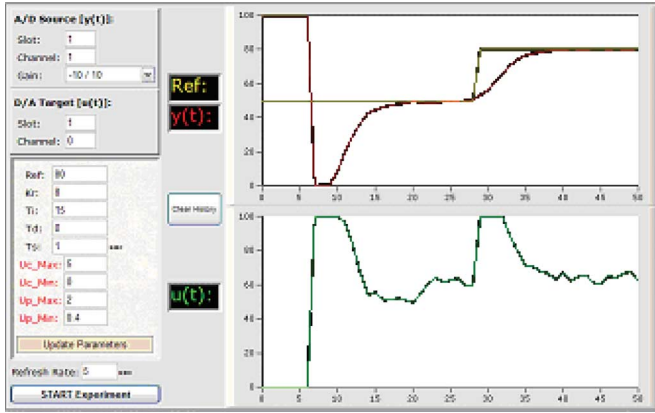 A/D Source [y(t)]:
Slot: 1
Channel: 1
Gain: -10 / 10
D/A Target [u(t)]:
Slot: 1
Channel: 0
Ref: 80
Kr: 8
Ti: 15
Td: 0
Ts: 1 sec
Uc_Max: 5
Uc_Min: 0
Up_Max: 2
Up_Min: 0.4
Update Parameters
Refresh Rate: 5 sec
START Experiment
Ref:
y(t):
Clear History
u(t):
100
80
60
40
20
0
0 5 10 15 20 25 30 35 40 45 50
100
80
60
40
20
0
0 5 10 15 20 25 30 35 40 45 50